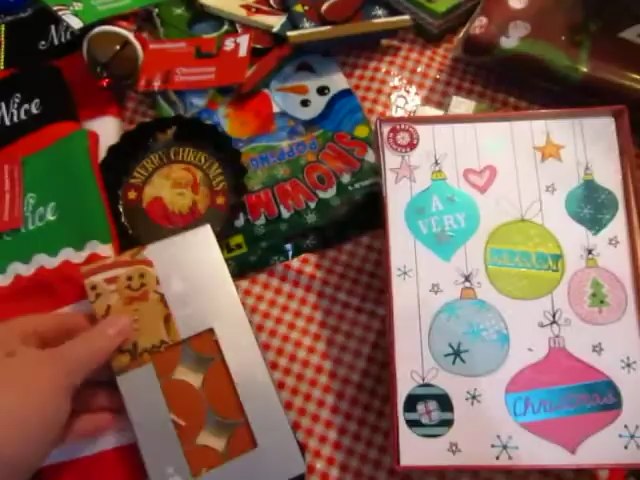 Nice
$1
Nice
Nice
MERRY CHRISTMAS
POPPING
SNOWM
A
VERY
MERRY
Christmas